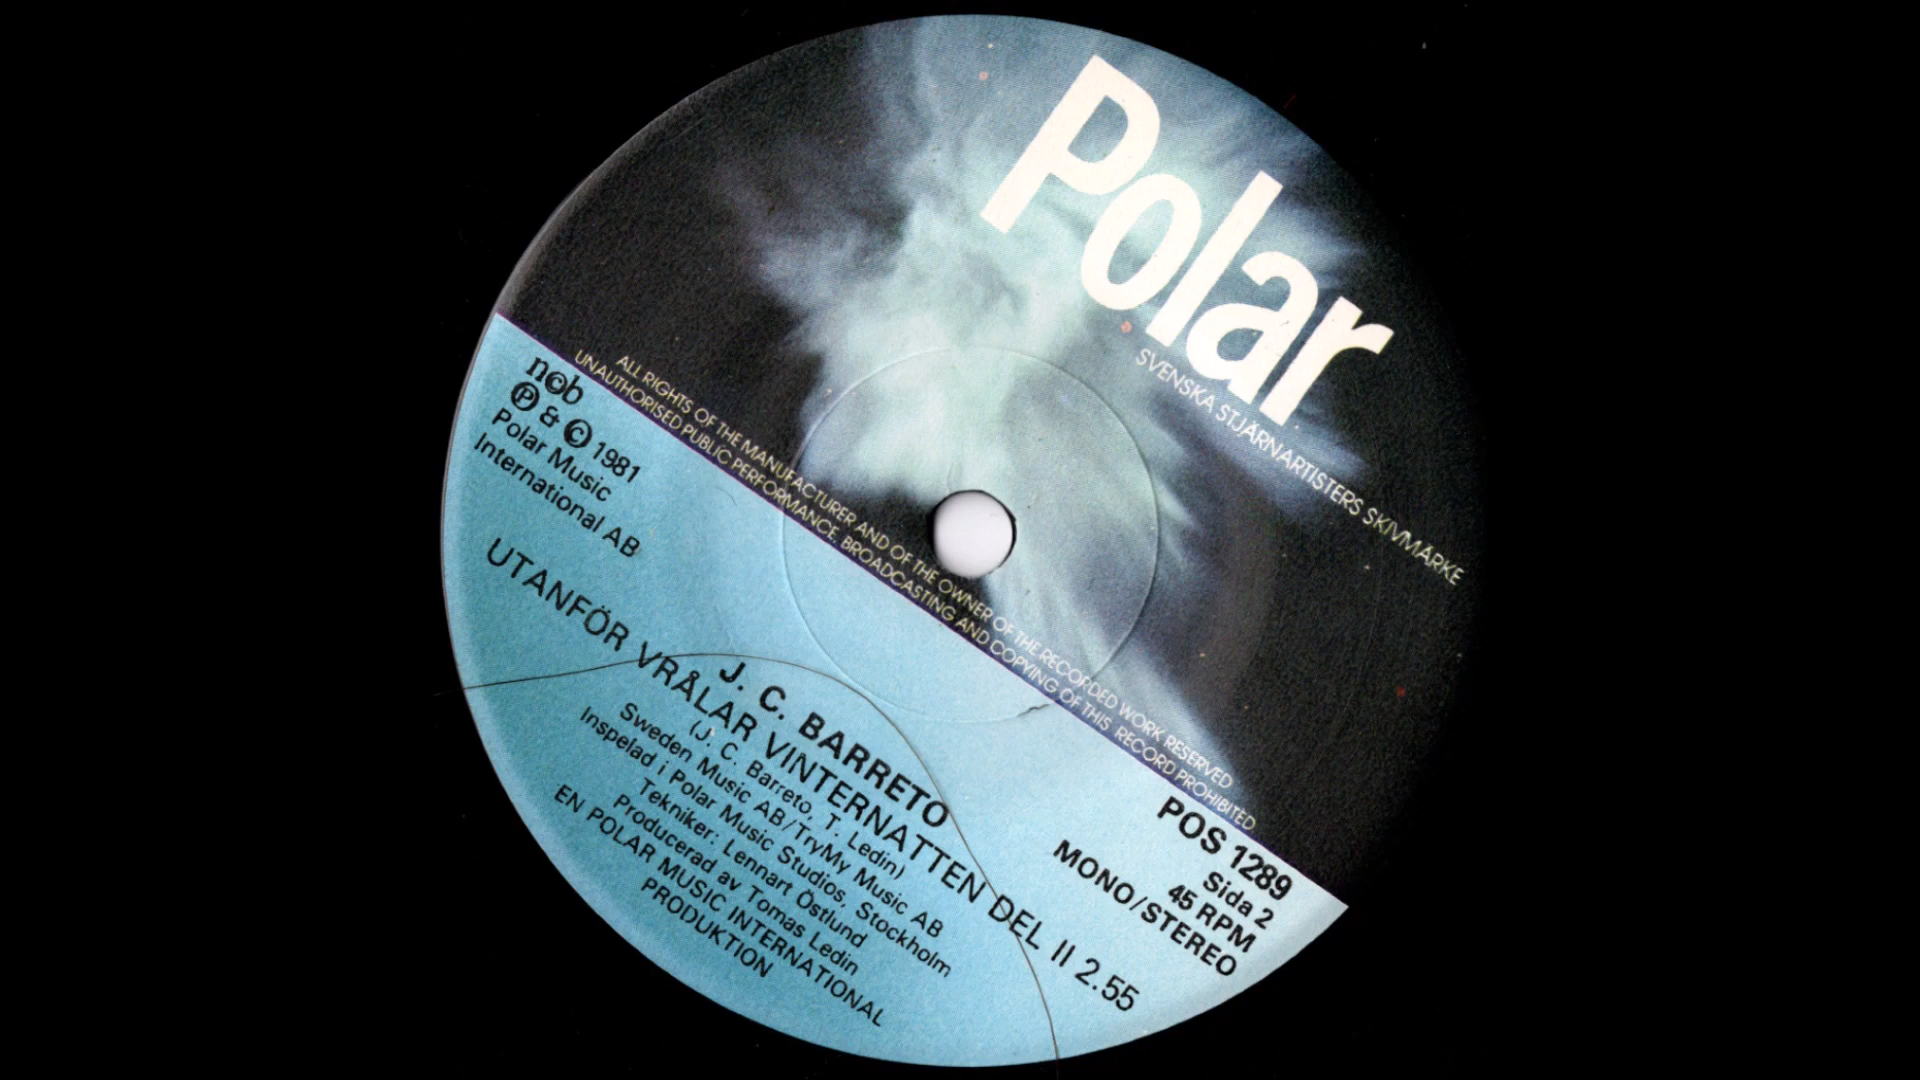 Polar
SVENSKA STJÄRNARTISTERS SKIVMÄRKE
ALL RIGHTS OF THE MANUFACTURER AND OF THE OWNER OF THE RECORDED WORK RESERVED
UNAUTHORISED PUBLIC PERFORMANCE, BROADCASTING AND COPYING OF THIS RECORD PROHIBITED
n©b
Ⓟ & © 1981
Polar Music
International AB
POS 1289
Sida 2
45 RPM
MONO/STEREO
J. C. BARRETO
UTANFÖR VRÅLAR VINTERNATTEN DEL II 2.55
(J. C. Barreto, T. Ledin)
Sweden Music AB/TryMy Music AB
Inspelad i Polar Music Studios, Stockholm
Tekniker: Lennart Östlund
Producerad av Tomas Ledin
EN POLAR MUSIC INTERNATIONAL
PRODUKTION